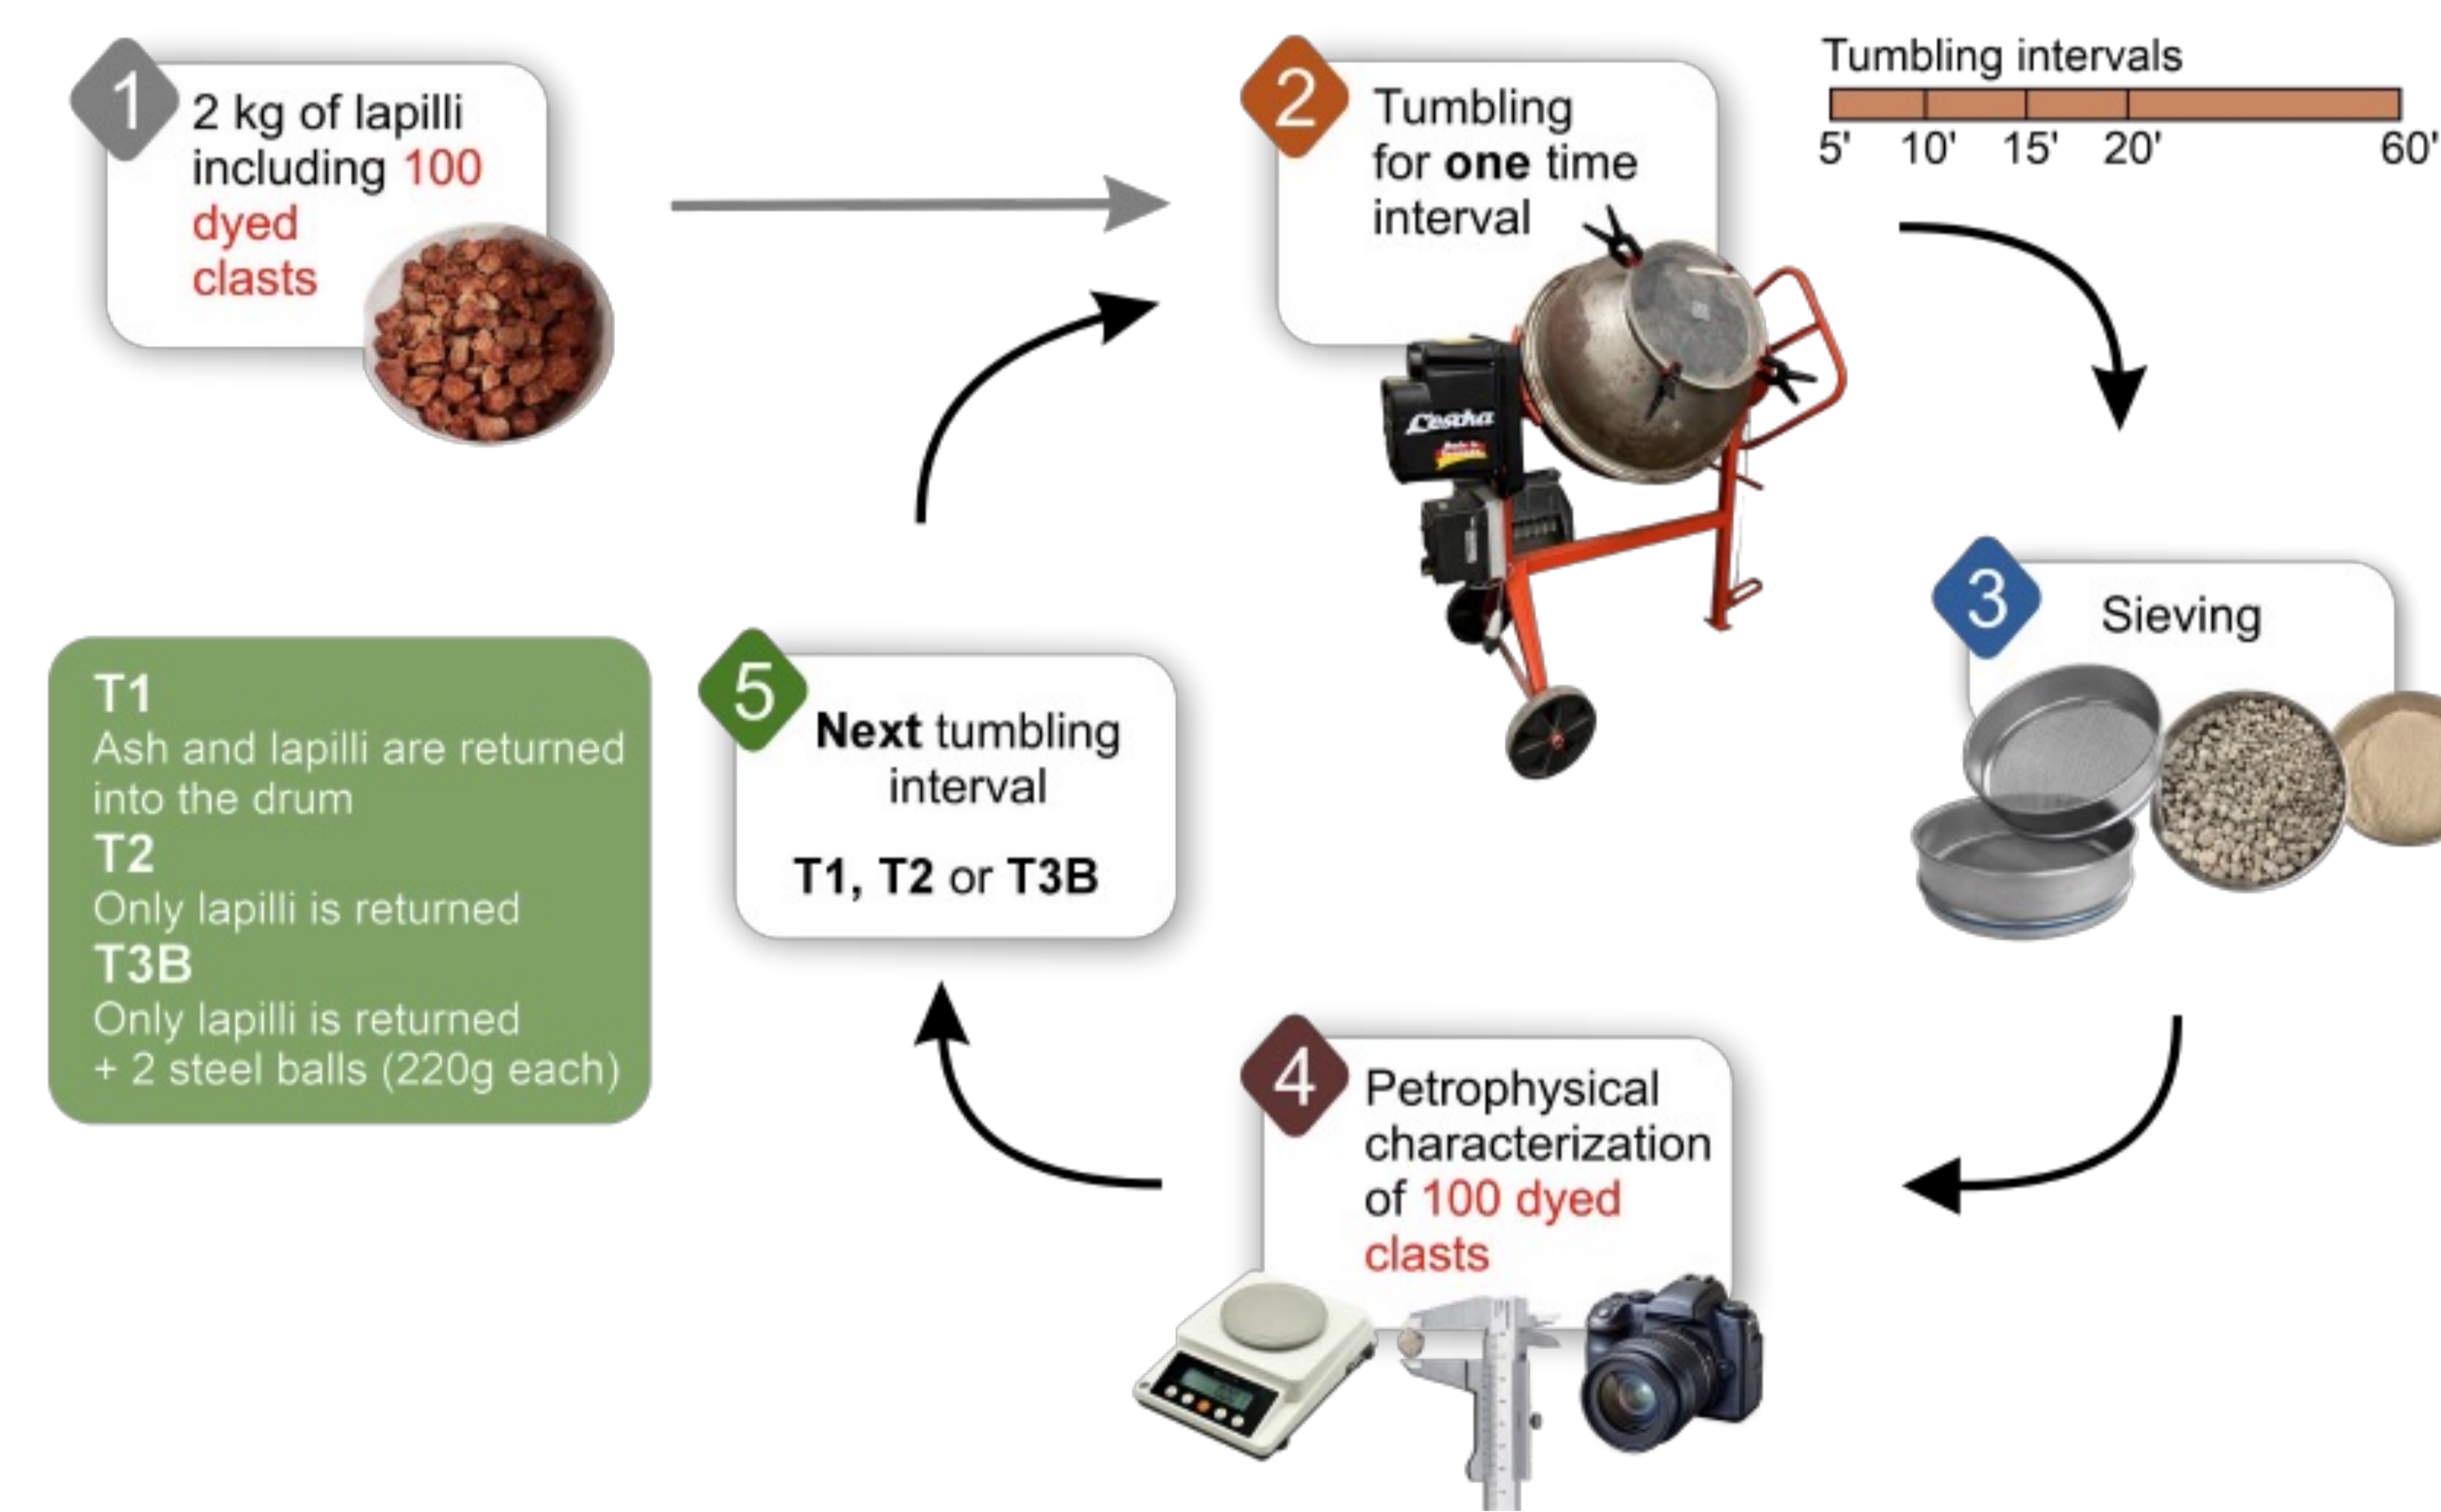 1
2 kg of lapilli
including 100
dyed
clasts
2
Tumbling
for one time
interval
Tumbling intervals
5' 10' 15' 20' 60'
Lescha
3
Sieving
T1
Ash and lapilli are returned
into the drum
T2
Only lapilli is returned
T3B
Only lapilli is returned
+ 2 steel balls (220g each)
5
Next tumbling
interval
T1, T2 or T3B
4
Petrophysical
characterization
of 100 dyed
clasts